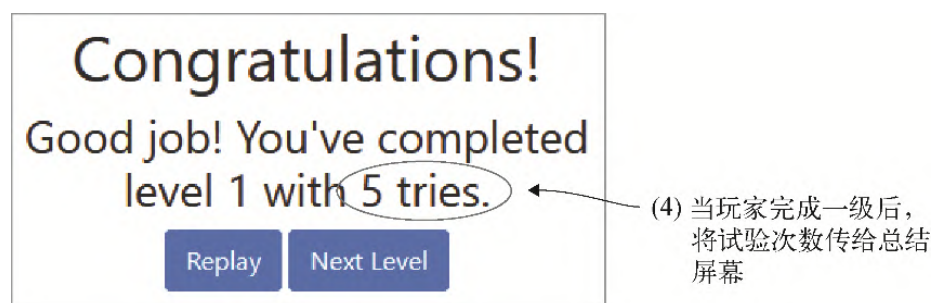 Congratulations!
Good job! You've completed
level 1 with 5 tries.
Replay Next Level
(4) 当玩家完成一级后，
将试验次数传给总结
屏幕